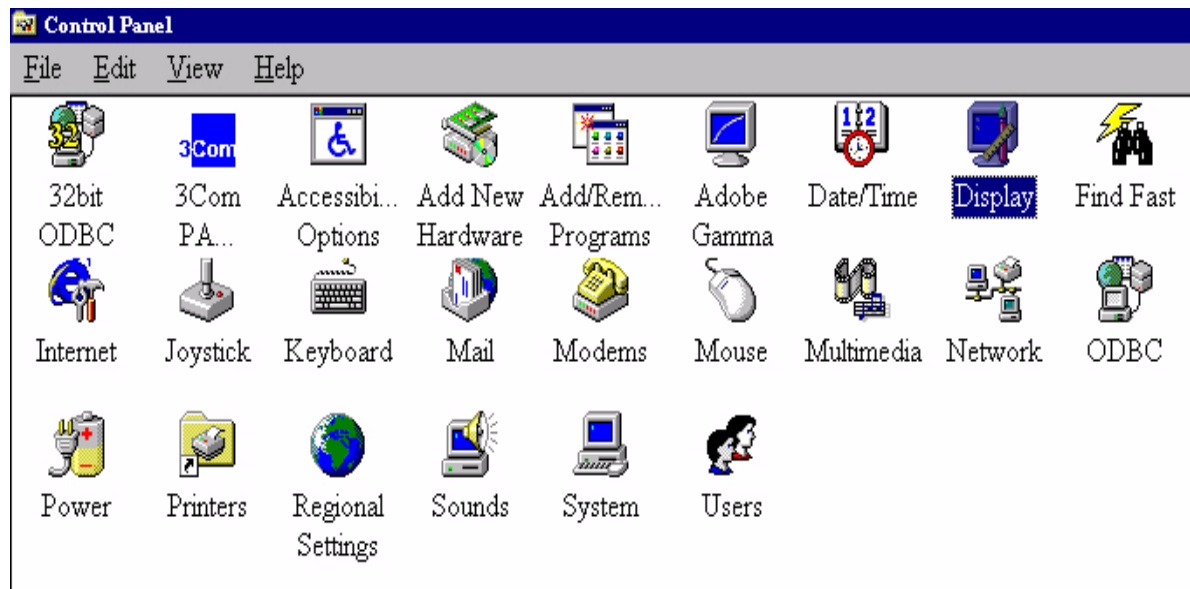 Control Panel
File Edit View Help
32
3Com
1 2
32bit ODBC
3Com PA...
Accessibi... Options
Add New Hardware
Add/Rem... Programs
Adobe Gamma
Date/Time
Display
Find Fast
Internet
Joystick
Keyboard
Mail
Modems
Mouse
Multimedia
Network
ODBC
Power
Printers
Regional Settings
Sounds
System
Users